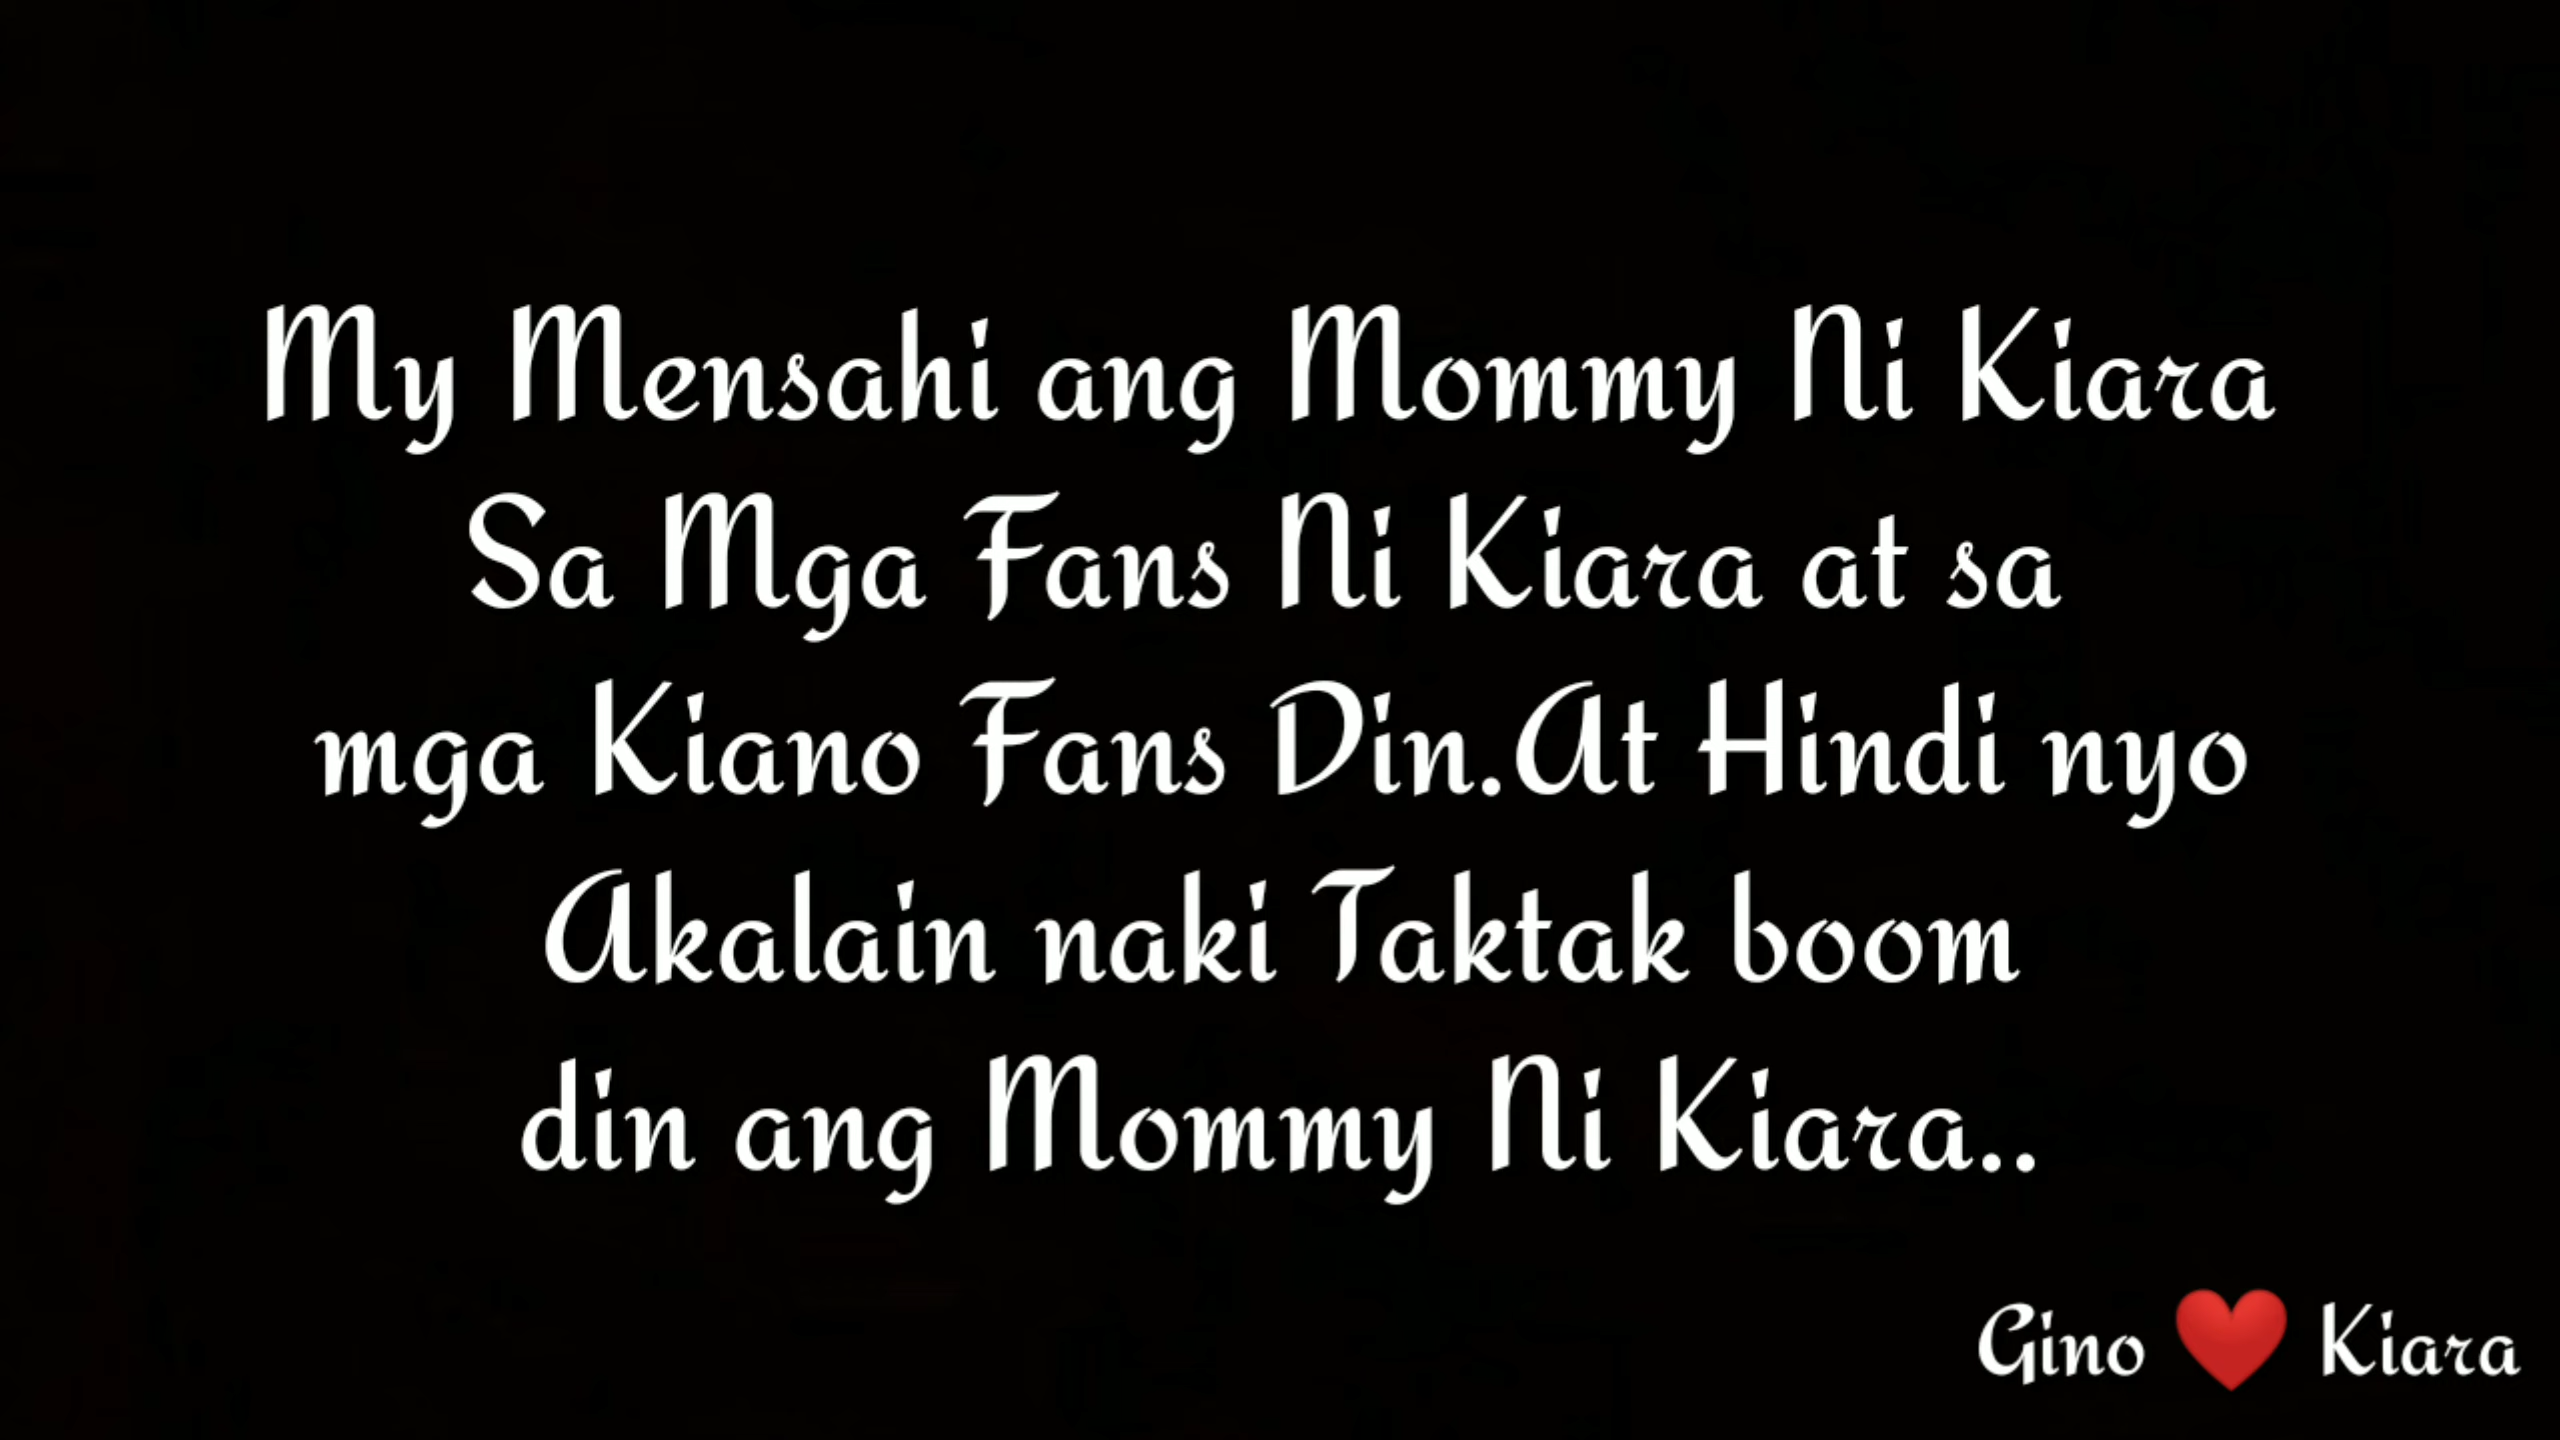 My Mensahi ang Mommy Ni Kiara
Sa Mga Fans Ni Kiara at sa
mga Kiano Fans Din.At Hindi nyo
Akalain naki Taktak boom
din ang Mommy Ni Kiara..
Gino ❤️ Kiara